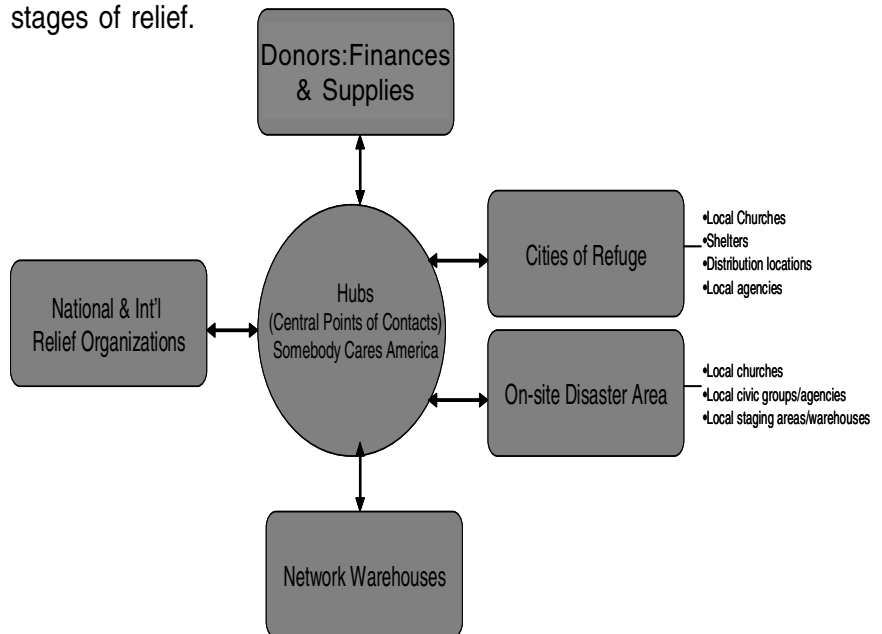 stages of relief.
Donors:Finances
& Supplies
Cities of Refuge
•Local Churches
•Shelters
•Distribution locations
•Local agencies
National & Int'l
Relief Organizations
Hubs
(Central Points of Contacts)
Somebody Cares America
On-site Disaster Area
•Local churches
•Local civic groups/agencies
•Local staging areas/warehouses
Network Warehouses